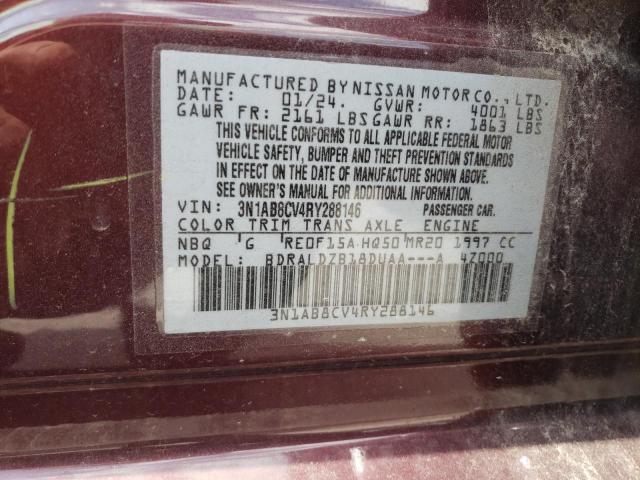 MANUFACTURED BY NISSAN MOTOR CO., LTD.
DATE: 01/24. GVWR: 4001 LBS
GAWR FR: 2161 LBS GAWR RR: 1863 LBS
THIS VEHICLE CONFORMS TO ALL APPLICABLE FEDERAL MOTOR
VEHICLE SAFETY, BUMPER AND THEFT PREVENTION STANDARDS
IN EFFECT ON THE DATE OF MANUFACTURE SHOWN ABOVE.
SEE OWNER'S MANUAL FOR ADDITIONAL INFORMATION.
VIN: 3N1AB8CV4RY288146 PASSENGER CAR.
COLOR TRIM TRANS AXLE ENGINE
NBQ G RE0F15A HQ50 MR20 1997 CC
MODEL: BDRALDZB18DUAA---A 4Z000
3N1AB8CV4RY288146